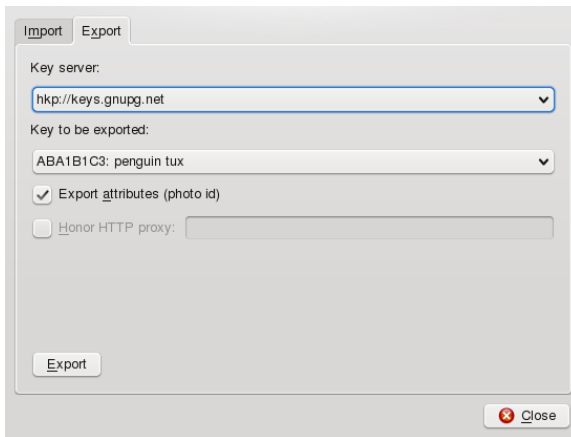 Import Export
Key server:
hkp://keys.gnupg.net
Key to be exported:
ABA1B1C3: penguin tux
Export attributes (photo id)
Honor HTTP proxy:
Export
Close